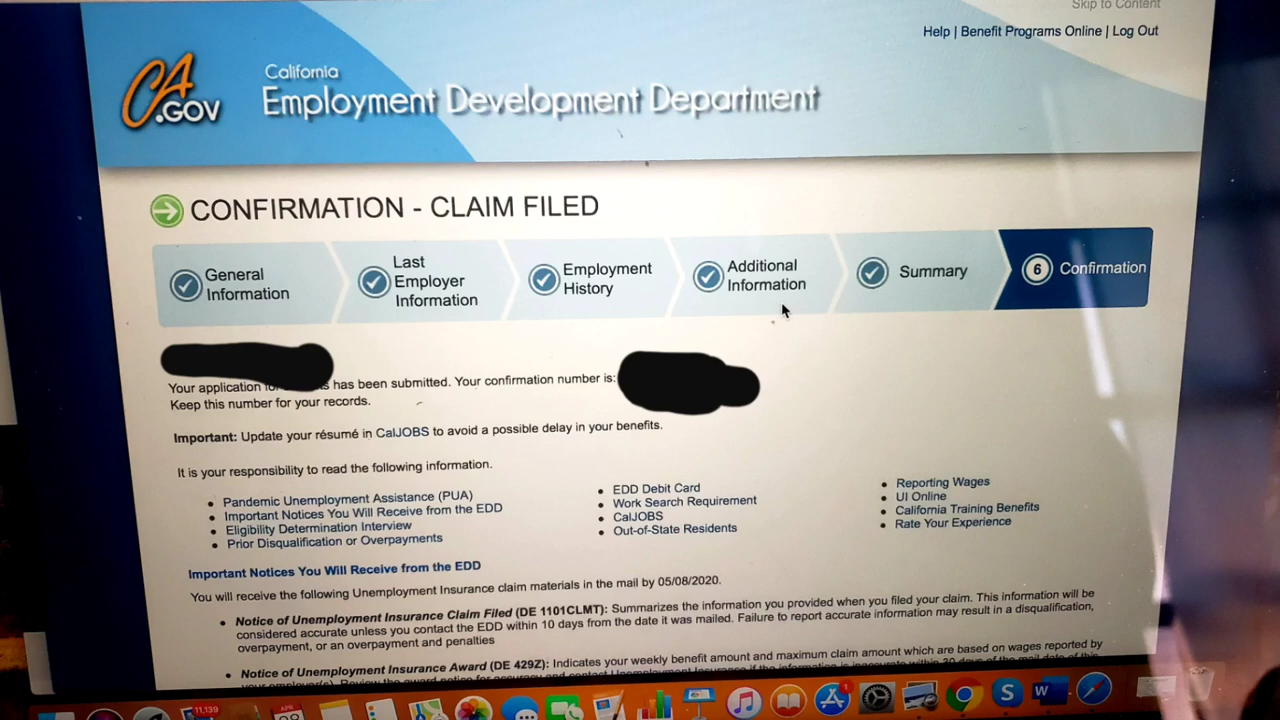 Skip to Content
Help | Benefit Programs Online | Log Out
CA
.GOV
California
Employment Development Department
CONFIRMATION - CLAIM FILED
General
Information
Last
Employer
Information
Employment
History
Additional
Information
Summary
6 Confirmation
Your application has been submitted. Your confirmation number is:
Keep this number for your records.
Important: Update your résumé in CalJOBS to avoid a possible delay in your benefits.
It is your responsibility to read the following information.
• Pandemic Unemployment Assistance (PUA)
• Important Notices You Will Receive from the EDD
• Eligibility Determination Interview
• Prior Disqualification or Overpayments
• EDD Debit Card
• Work Search Requirement
• CalJOBS
• Out-of-State Residents
• Reporting Wages
• UI Online
• California Training Benefits
• Rate Your Experience
Important Notices You Will Receive from the EDD
You will receive the following Unemployment Insurance claim materials in the mail by 05/08/2020.
• Notice of Unemployment Insurance Claim Filed (DE 1101CLMT): Summarizes the information you provided when you filed your claim. This information will be
considered accurate unless you contact the EDD within 10 days from the date it was mailed. Failure to report accurate information may result in a disqualification,
overpayment, or an overpayment and penalties
• Notice of Unemployment Insurance Award (DE 429Z): Indicates your weekly benefit amount and maximum claim amount which are based on wages reported by
11,139
APR
1
S
W